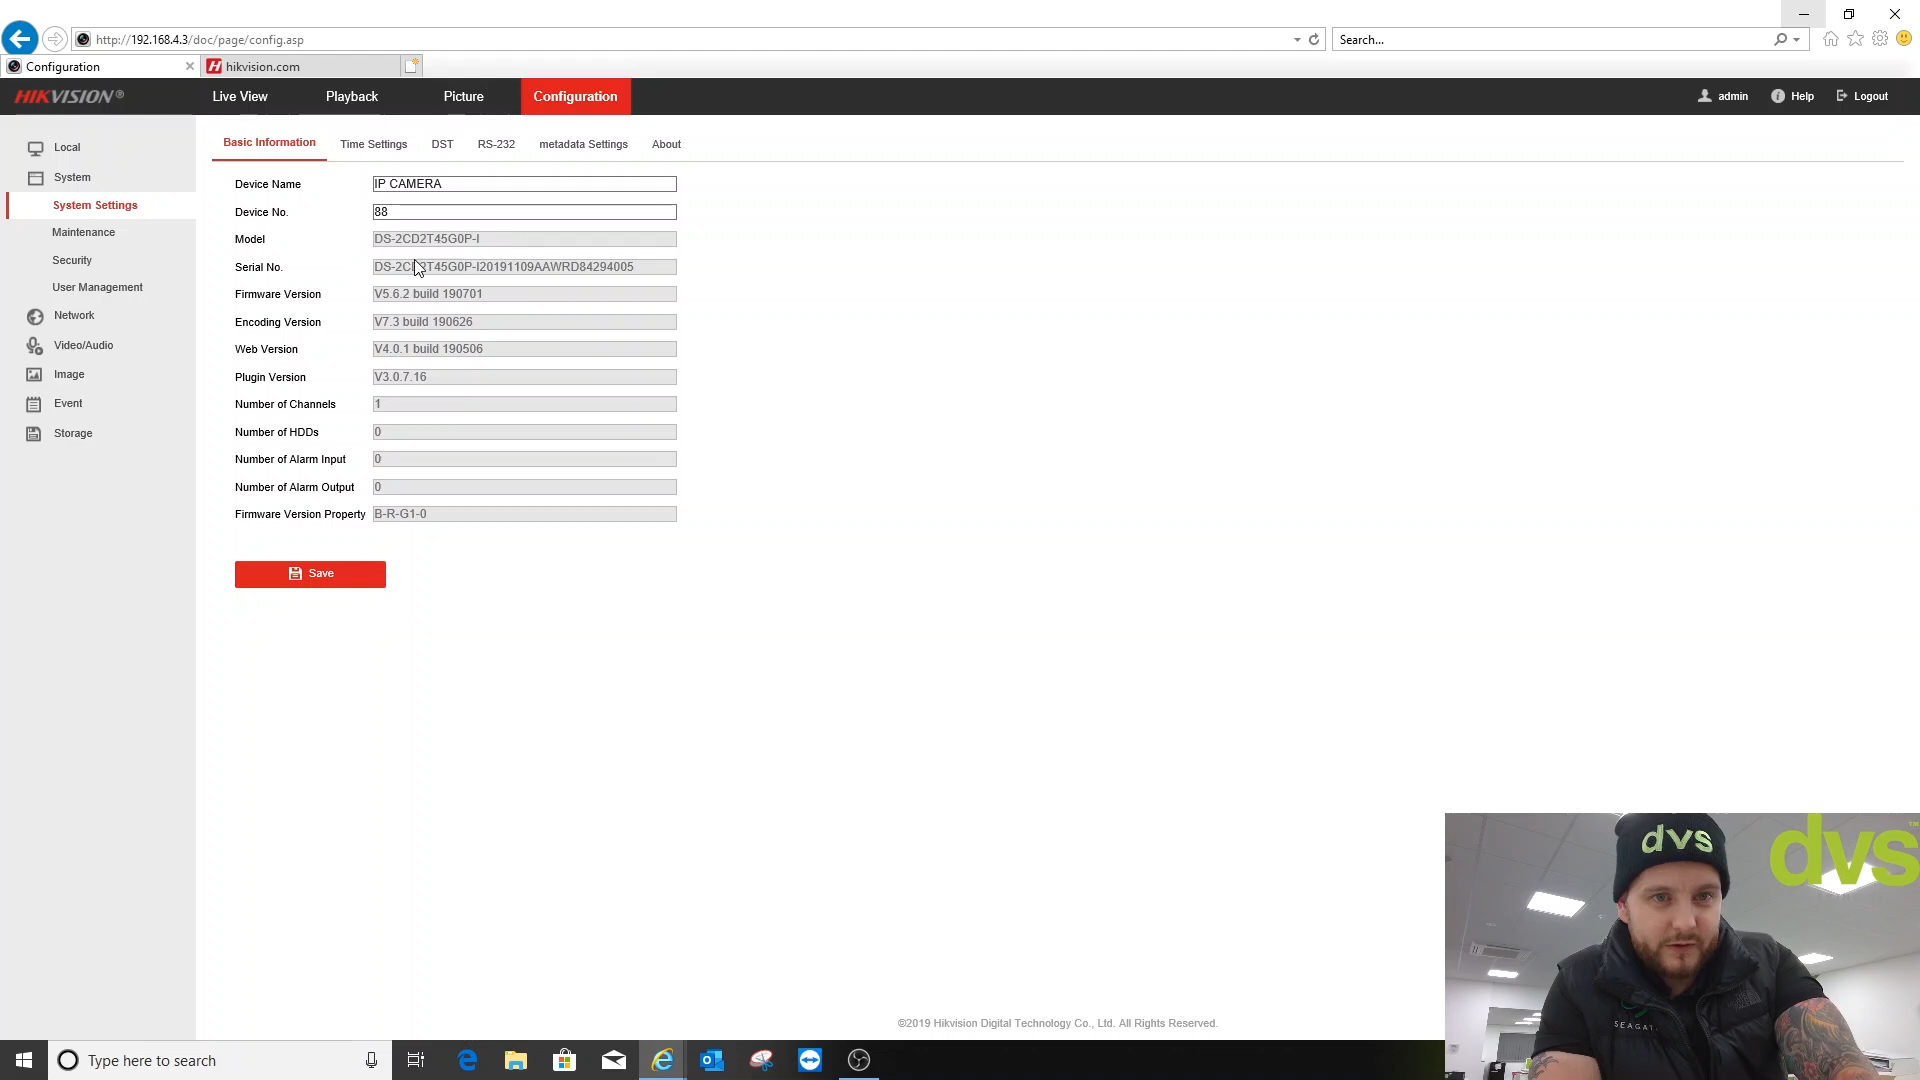 http://192.168.4.3/doc/page/config.asp
Search...
Configuration
hikvision.com
HIKVISION®
Live View
Playback
Picture
Configuration
admin
Help
Logout
Local
System
System Settings
Maintenance
Security
User Management
Network
Video/Audio
Image
Event
Storage
Basic Information
Time Settings
DST
RS-232
metadata Settings
About
Device Name IP CAMERA
Device No. 88
Model DS-2CD2T45G0P-I
Serial No. DS-2CD2T45G0P-I20191109AAWRD84294005
Firmware Version V5.6.2 build 190701
Encoding Version V7.3 build 190626
Web Version V4.0.1 build 190506
Plugin Version V3.0.7.16
Number of Channels 1
Number of HDDs 0
Number of Alarm Input 0
Number of Alarm Output 0
Firmware Version Property B-R-G1-0
Save
©2019 Hikvision Digital Technology Co., Ltd. All Rights Reserved.
dvs
dvs™
Type here to search